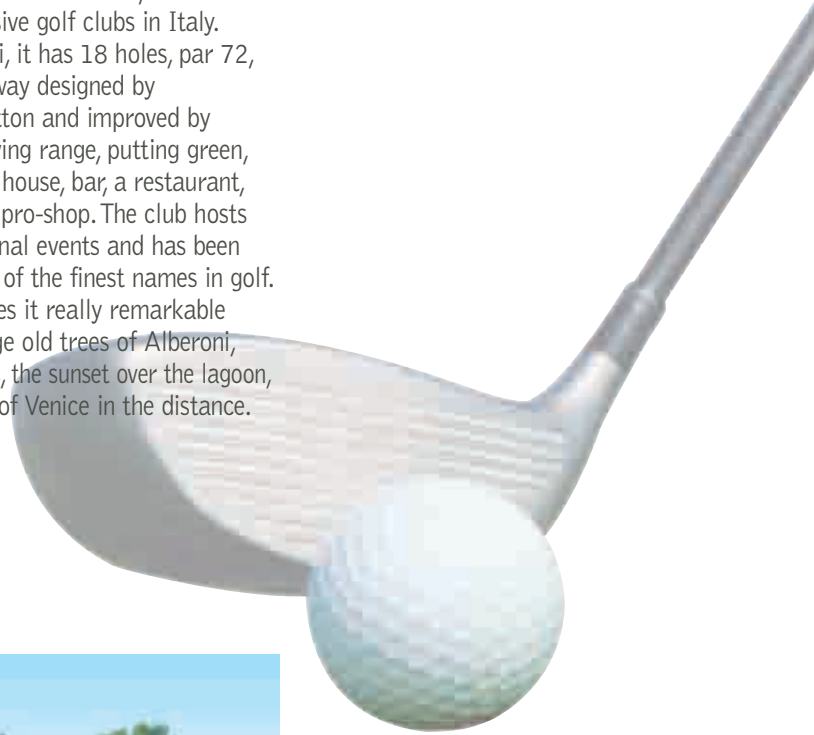 sive golf clubs in Italy.
i, it has 18 holes, par 72,
way designed by
tton and improved by
ing range, putting green,
house, bar, a restaurant,
pro-shop. The club hosts
nal events and has been
of the finest names in golf.
es it really remarkable
ge old trees of Alberoni,
, the sunset over the lagoon,
of Venice in the distance.